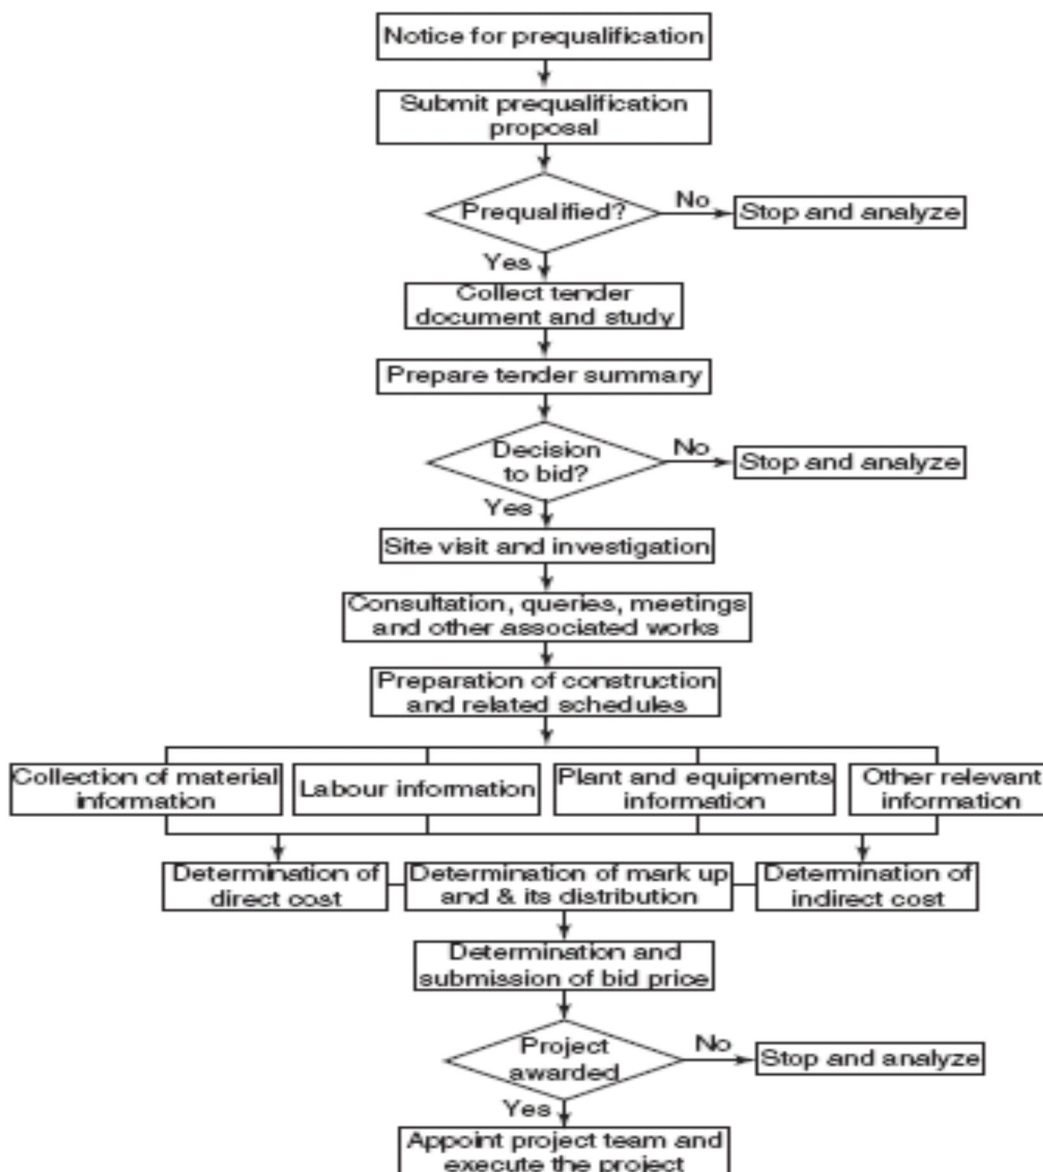 Notice for prequalification
Submit prequalification
proposal
Prequalified?
No
Stop and analyze
Yes
Collect tender
document and study
Prepare tender summary
Decision
to bid?
No
Stop and analyze
Yes
Site visit and investigation
Consultation, queries, meetings
and other associated works
Preparation of construction
and related schedules
Collection of material
information
Labour information
Plant and equipments
information
Other relevant
information
Determination of
direct cost
Determination of mark up
and & its distribution
Determination of
indirect cost
Determination and
submission of bid price
Project
awarded
No
Stop and analyze
Yes
Appoint project team and
execute the project